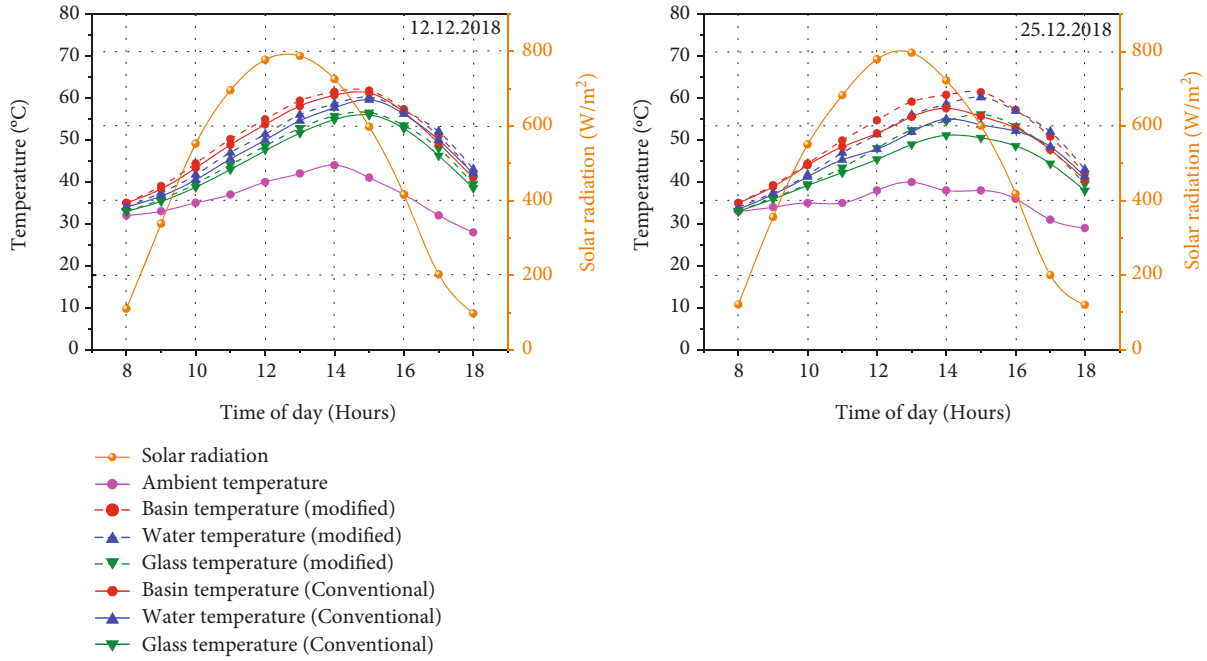 12.12.2018
80
70
60
50
40
30
20
10
0
Temperature (ºC)
800
600
400
200
0
Solar radiation (W/m²)
8 10 12 14 16 18
Time of day (Hours)
25.12.2018
80
70
60
50
40
30
20
10
0
Temperature (ºC)
800
600
400
200
0
Solar radiation (W/m²)
8 10 12 14 16 18
Time of day (Hours)
Solar radiation
Ambient temperature
Basin temperature (modified)
Water temperature (modified)
Glass temperature (modified)
Basin temperature (Conventional)
Water temperature (Conventional)
Glass temperature (Conventional)